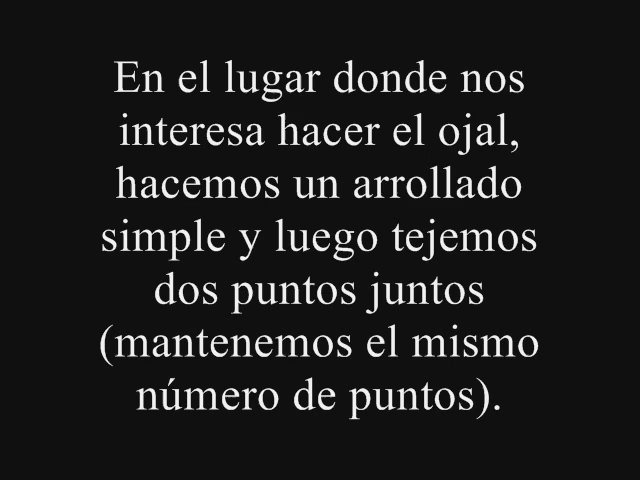 En el lugar donde nos
interesa hacer el ojal,
hacemos un arrollado
simple y luego tejemos
dos puntos juntos
(mantenemos el mismo
número de puntos).